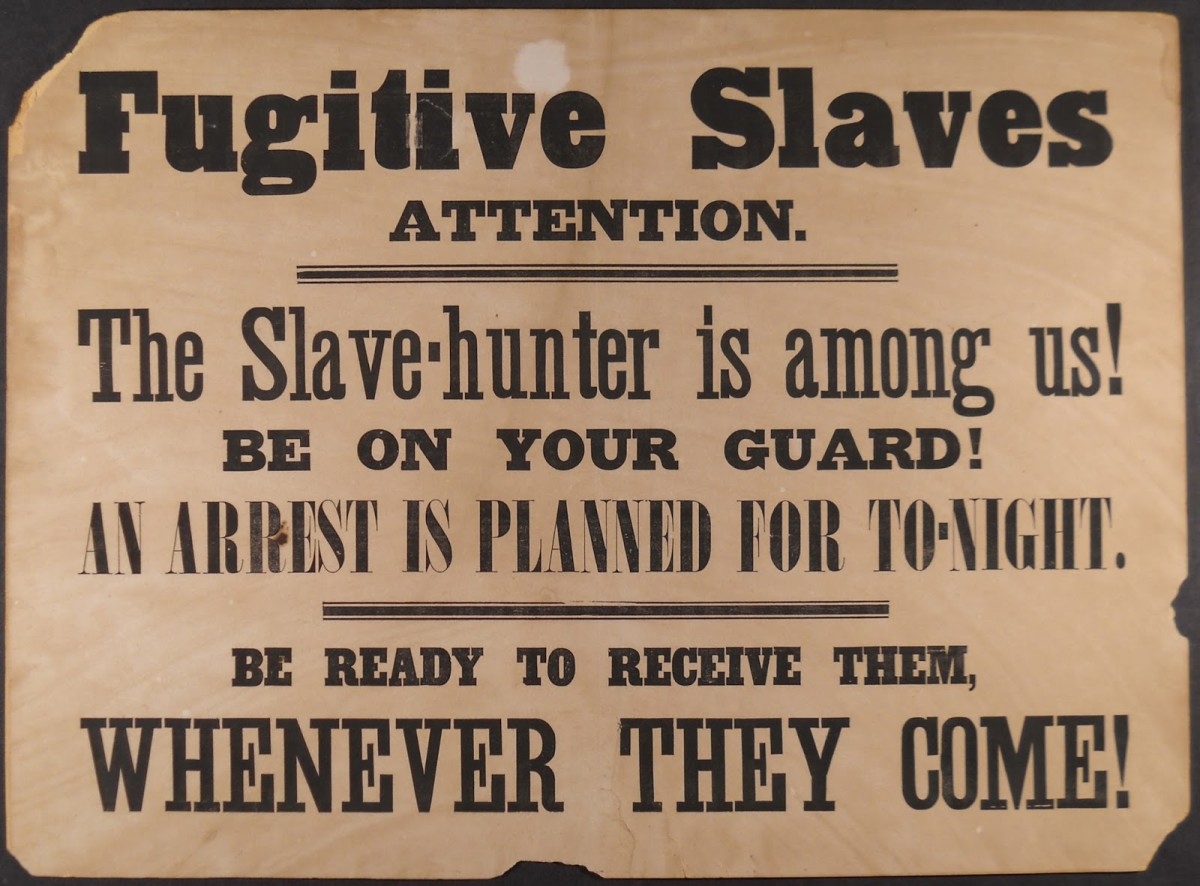 Fugitive Slaves
ATTENTION.
The Slave-hunter is among us!
BE ON YOUR GUARD!
AN ARREST IS PLANNED FOR TO-NIGHT.
BE READY TO RECEIVE THEM,
WHENEVER THEY COME!